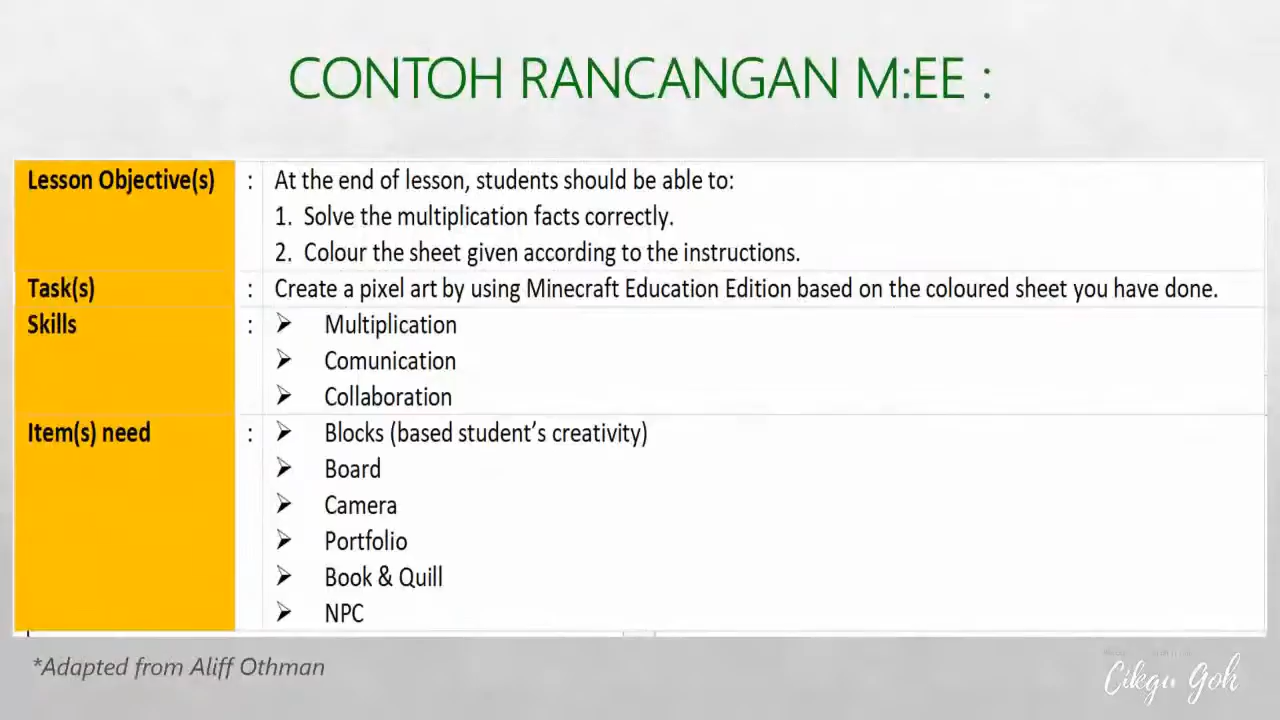 CONTOH RANCANGAN M:EE :
Lesson Objective(s) : At the end of lesson, students should be able to:
1. Solve the multiplication facts correctly.
2. Colour the sheet given according to the instructions.
Task(s) : Create a pixel art by using Minecraft Education Edition based on the coloured sheet you have done.
Skills : ➢ Multiplication
➢ Comunication
➢ Collaboration
Item(s) need : ➢ Blocks (based student's creativity)
➢ Board
➢ Camera
➢ Portfolio
➢ Book & Quill
➢ NPC
*Adapted from Aliff Othman
Cikgu Goh